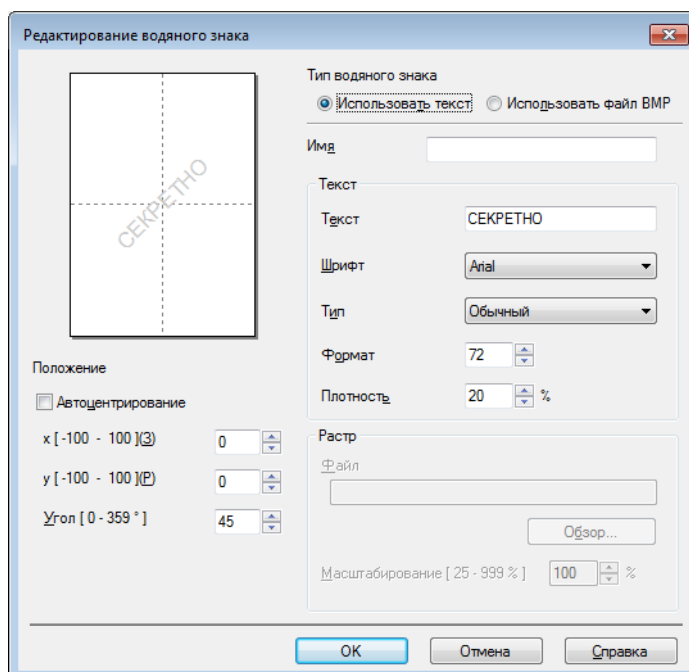 Редактирование водяного знака
Тип водяного знака
Использовать текст Использовать файл BMP
Имя
Текст
Текст СЕКРЕТНО
Шрифт Arial
Тип Обычный
Формат 72
Плотность 20 %
СЕКРЕТНО
Положение
Автоцентрирование
x [ -100 - 100 ](З) 0
y [ -100 - 100 ](Р) 0
Угол [ 0 - 359 ° ] 45
Растр
Файл
Обзор...
Масштабирование [ 25 - 999 % ] 100 %
OK Отмена Справка